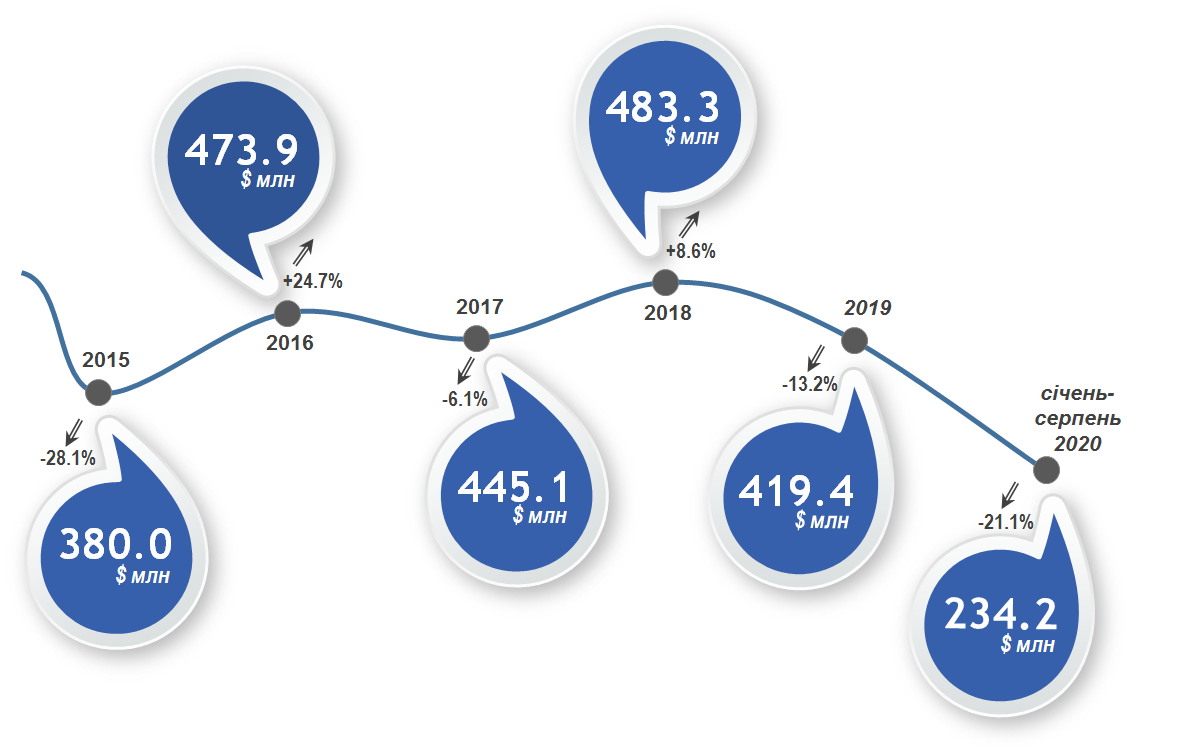 2015
-28.1%
380.0
$ млн
473.9
$ млн
+24.7%
2016
2017
-6.1%
445.1
$ млн
483.3
$ млн
+8.6%
2018
2019
-13.2%
419.4
$ млн
січень-
серпень
2020
-21.1%
234.2
$ млн